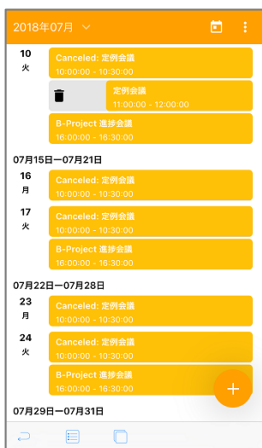 2018年07月
10
火
Canceled: 定例会議
10:00:00 - 10:30:00
定例会議
11:00:00 - 12:00:00
B-Project 進捗会議
16:00:00 - 16:30:00
07月15日ー07月21日
16
月
Canceled: 定例会議
10:00:00 - 10:30:00
17
火
Canceled: 定例会議
10:00:00 - 10:30:00
B-Project 進捗会議
16:00:00 - 16:30:00
07月22日ー07月28日
23
月
Canceled: 定例会議
10:00:00 - 10:30:00
24
火
Canceled: 定例会議
10:00:00 - 10:30:00
B-Project 進捗会議
16:00:00 - 16:30:00
07月29日ー07月31日